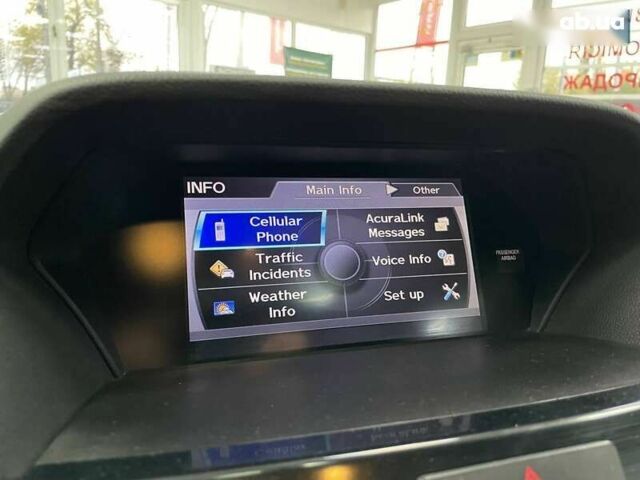 ab.ua
INFO
Main Info
Other
Cellular
Phone
AcuraLink
Messages
Traffic
Incidents
Voice Info
Weather
Info
Set up
PASSENGER
AIRBAG